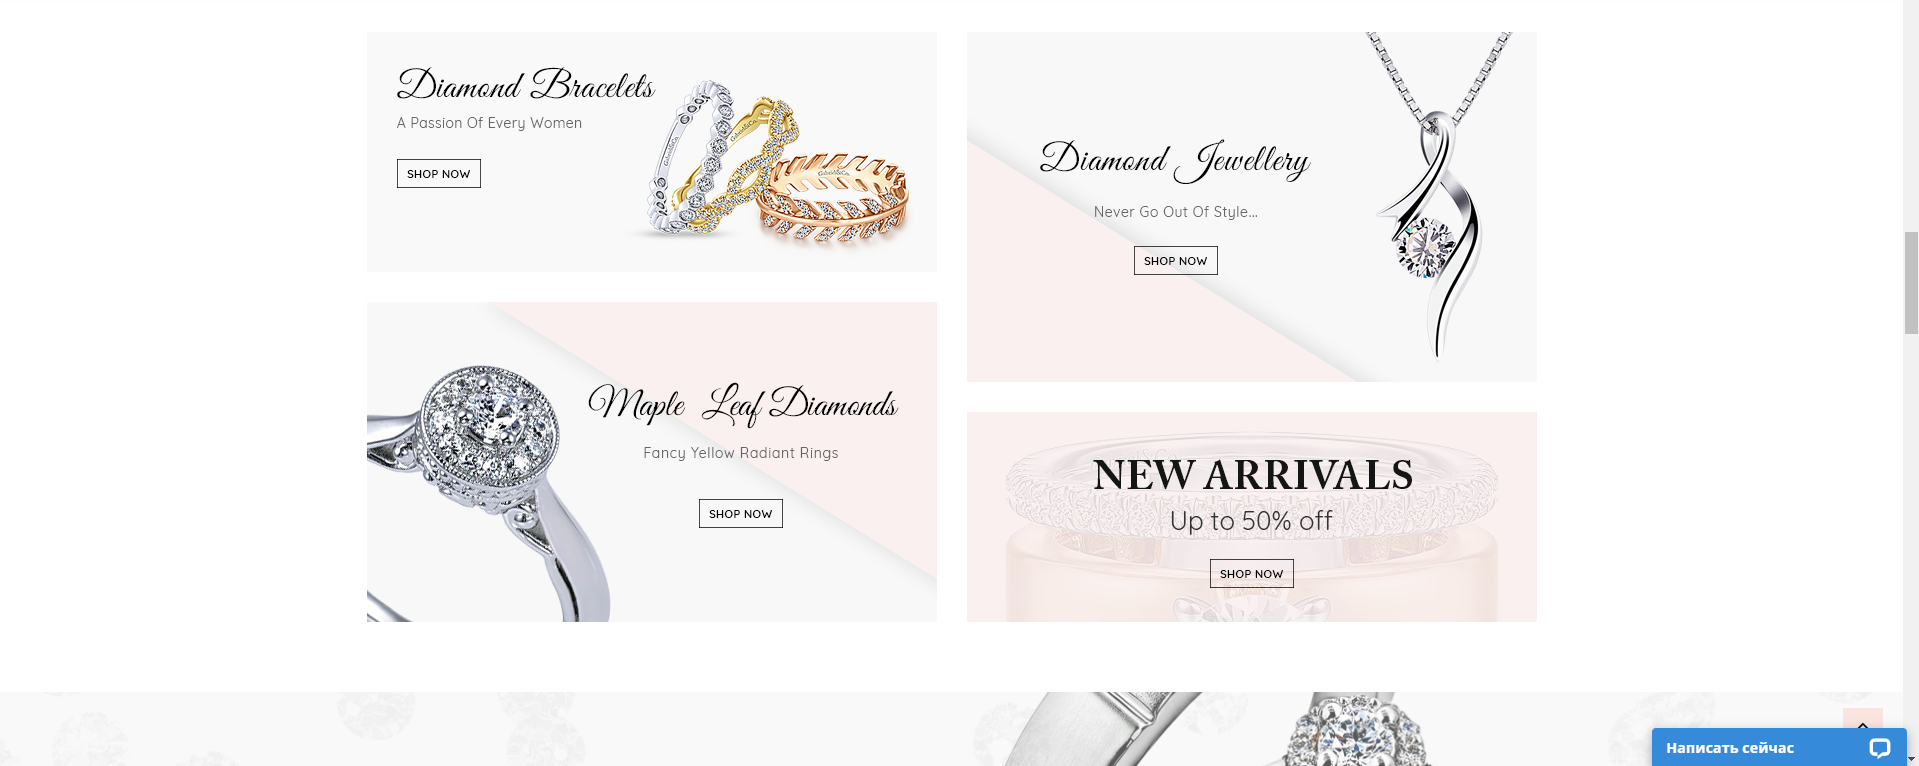 Diamond Bracelets
A Passion Of Every Women
SHOP NOW
Diamond Jewellery
Never Go Out Of Style...
SHOP NOW
Maple Leaf Diamonds
Fancy Yellow Radiant Rings
SHOP NOW
NEW ARRIVALS
Up to 50% off
SHOP NOW
Написать сейчас